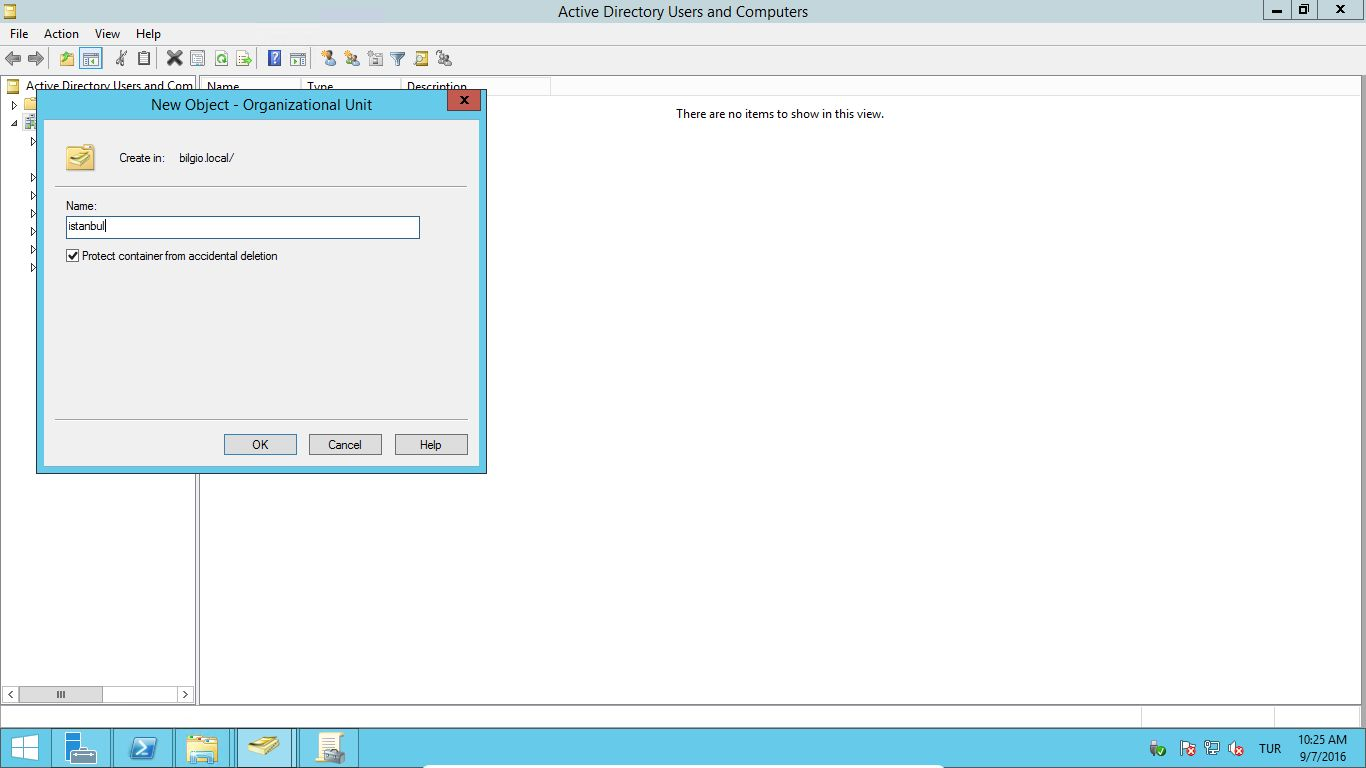 Active Directory Users and Computers
File Action View Help
Active Directory Users and Com
Name Type Description
New Object - Organizational Unit
There are no items to show in this view.
Create in: bilgio.local/
Name:
istanbul
Protect container from accidental deletion
OK Cancel Help
TUR
10:25 AM
9/7/2016